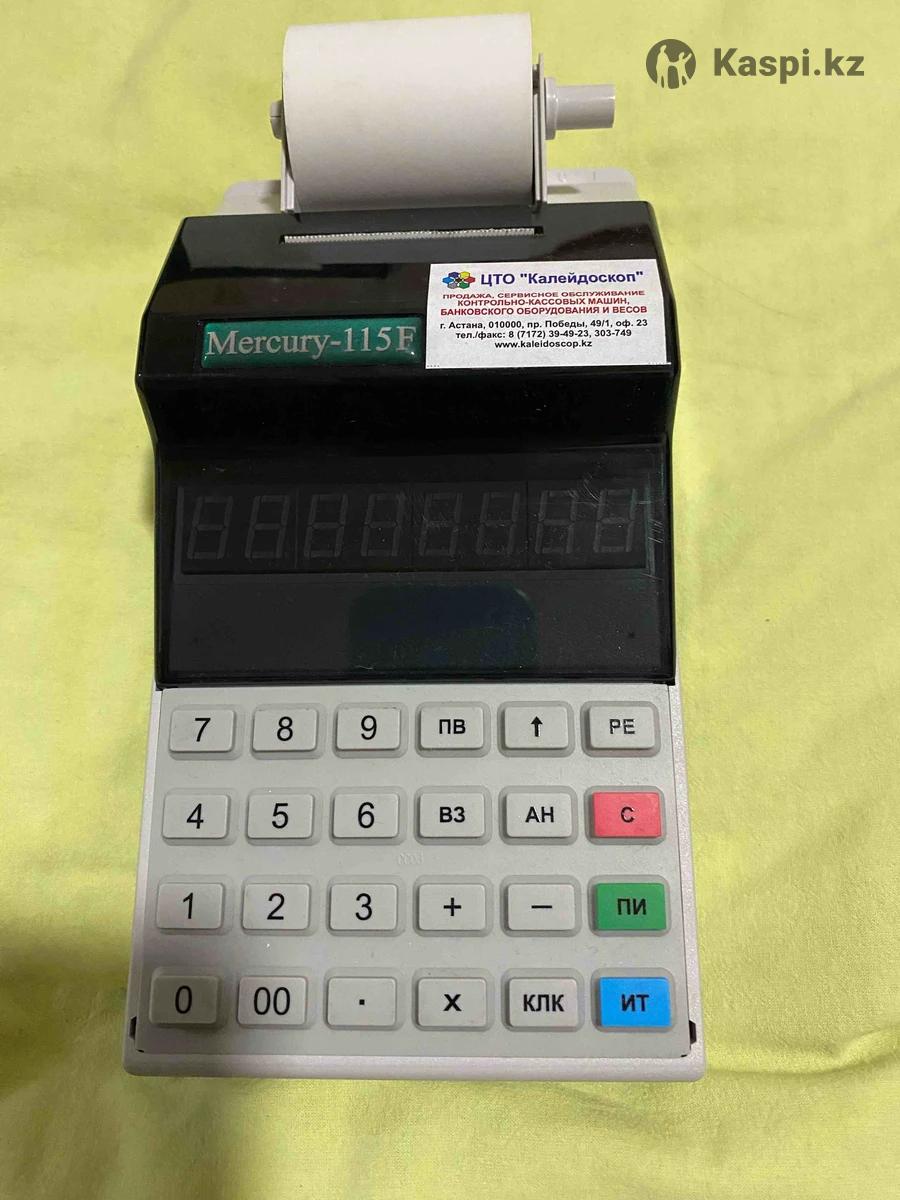 Kaspi.kz
ЦТО "Калейдоскоп"
ПРОДАЖА, СЕРВИСНОЕ ОБСЛУЖИВАНИЕ
КОНТРОЛЬНО-КАССОВЫХ МАШИН,
БАНКОВСКОГО ОБОРУДОВАНИЯ И ВЕСОВ
г. Астана, 010000, пр. Победы, 49/1, оф. 23
тел./факс: 8 (7172) 39-49-23, 303-749
www.kaleidoscop.kz
Mercury-115F
7 8 9 ПВ ↑ РЕ
4 5 6 ВЗ АН С
1 2 3 + – ПИ
0 00 · X КЛК ИТ